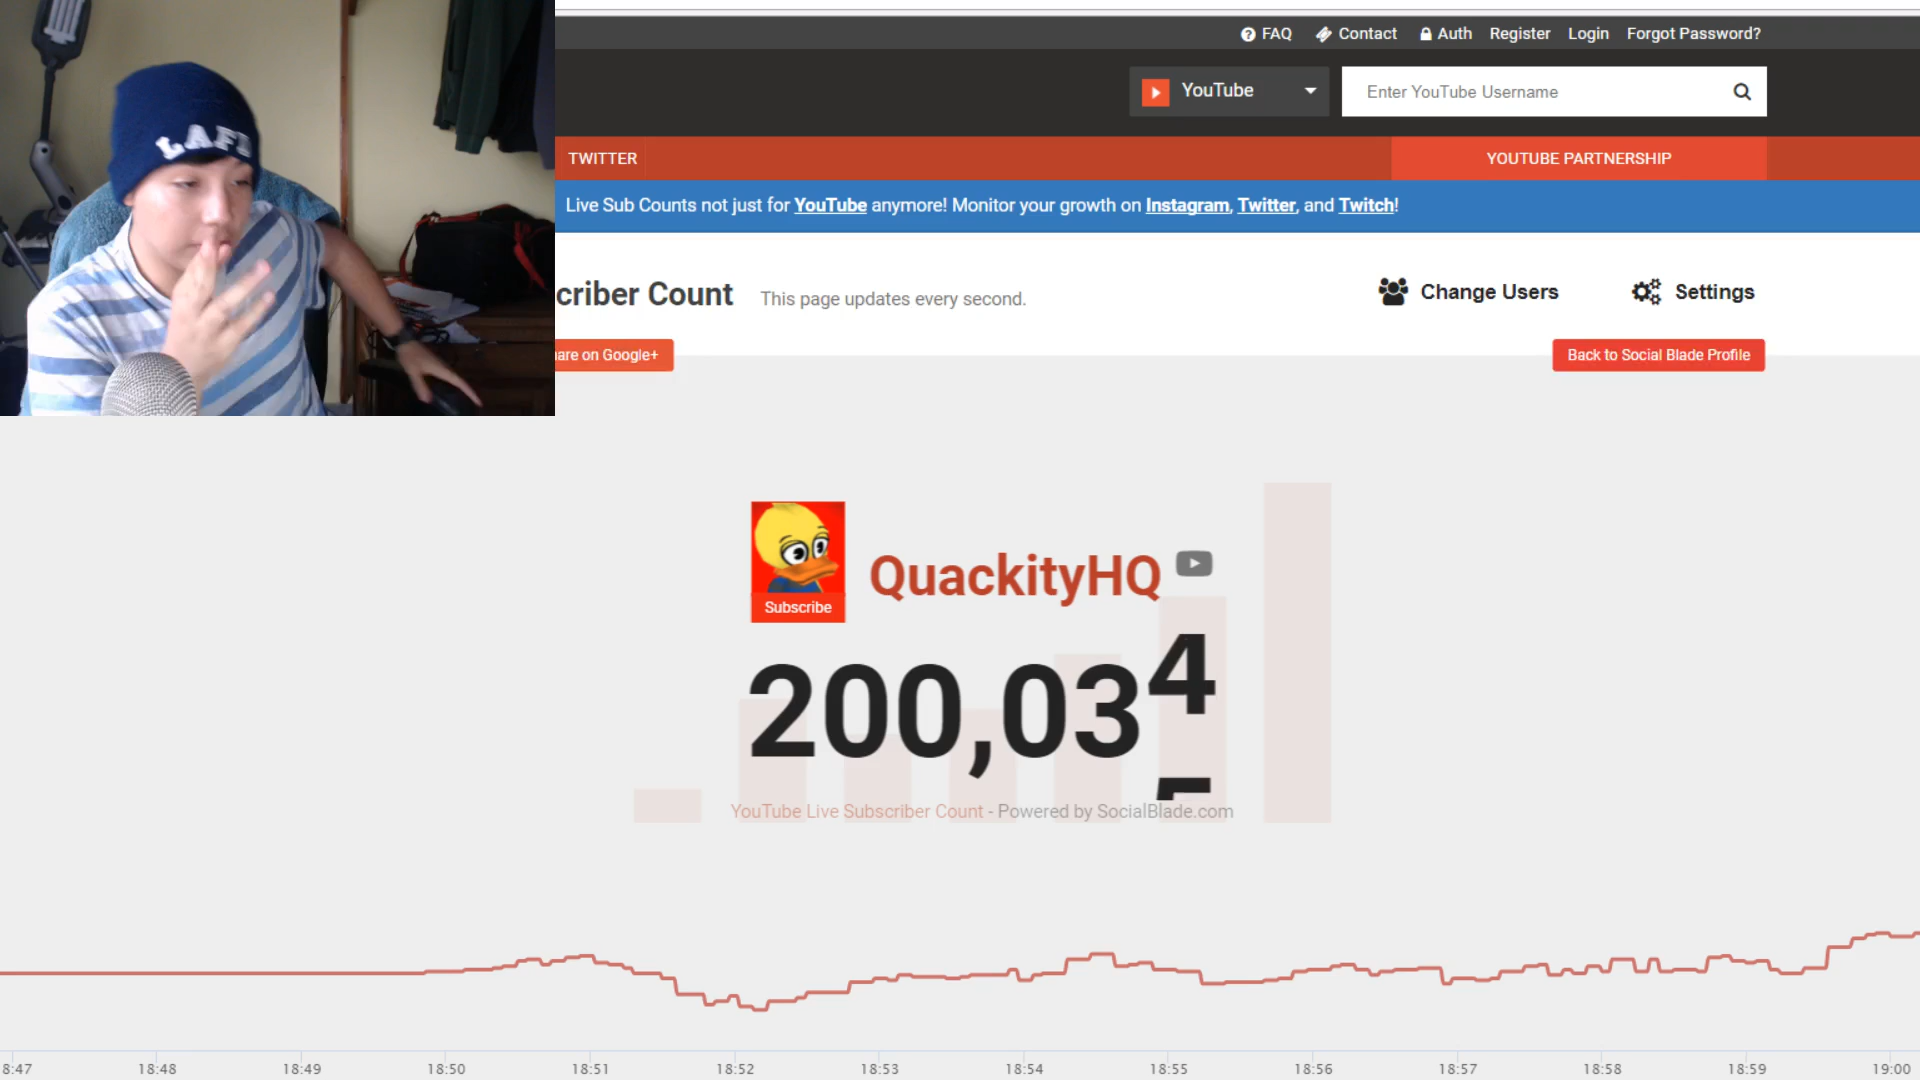 FAQ Contact Auth Register Login Forgot Password?
YouTube Enter YouTube Username
TWITTER YOUTUBE PARTNERSHIP
Live Sub Counts not just for YouTube anymore! Monitor your growth on Instagram, Twitter, and Twitch!
criber Count This page updates every second. Change Users Settings
are on Google+ Back to Social Blade Profile
LAFD
QuackityHQ
Subscribe
200,034
YouTube Live Subscriber Count - Powered by SocialBlade.com
8:47 18:48 18:49 18:50 18:51 18:52 18:53 18:54 18:55 18:56 18:57 18:58 18:59 19:00